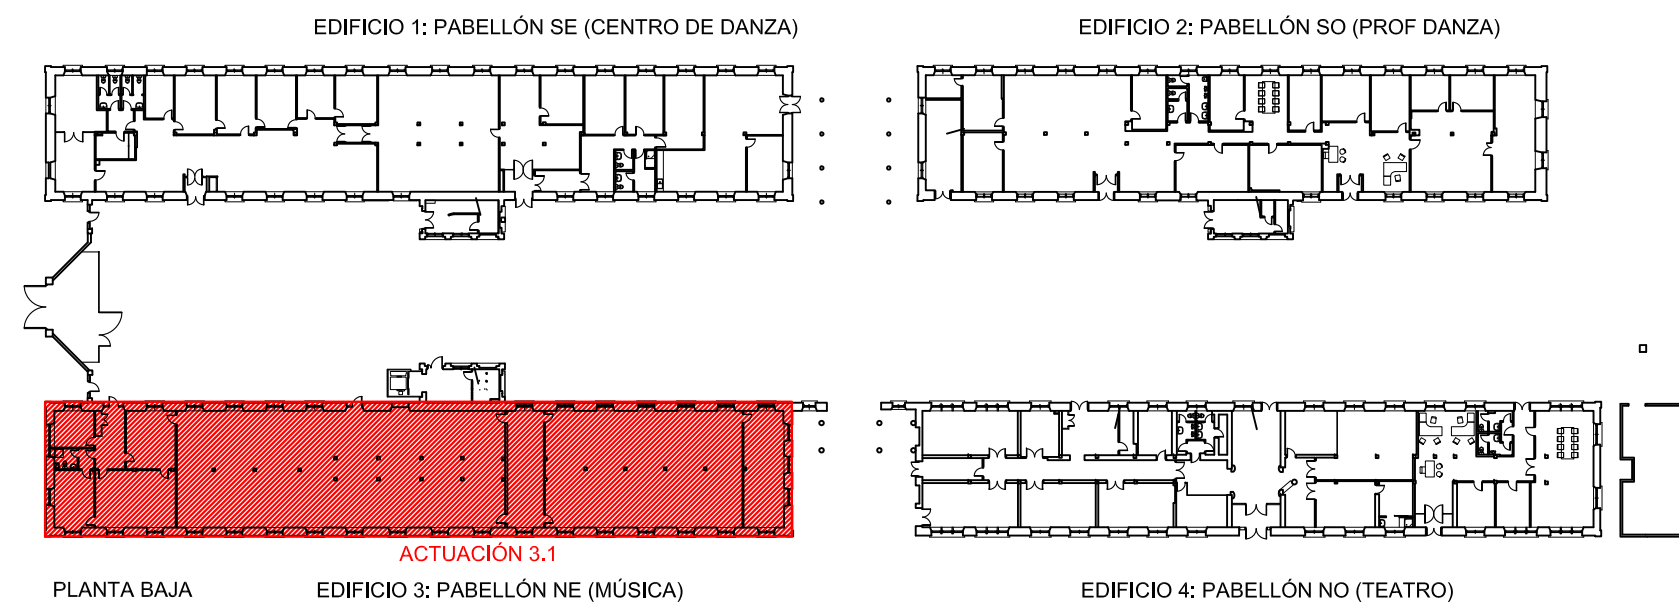 EDIFICIO 1: PABELLÓN SE (CENTRO DE DANZA)
EDIFICIO 2: PABELLÓN SO (PROF DANZA)
ACTUACIÓN 3.1
PLANTA BAJA
EDIFICIO 3: PABELLÓN NE (MÚSICA)
EDIFICIO 4: PABELLÓN NO (TEATRO)